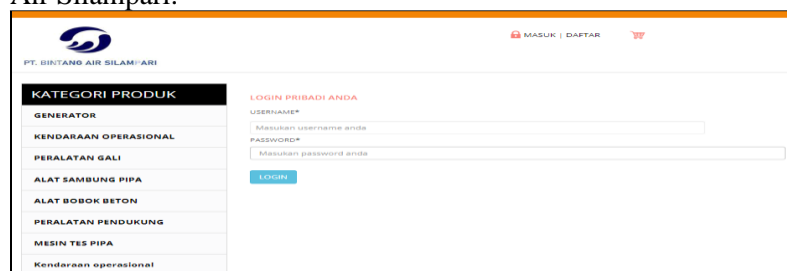 Air Silampari.
MASUK | DAFTAR
PT. BINTANG AIR SILAMPARI
KATEGORI PRODUK
GENERATOR
KENDARAAN OPERASIONAL
PERALATAN GALI
ALAT SAMBUNG PIPA
ALAT BOBOK BETON
PERALATAN PENDUKUNG
MESIN TES PIPA
Kendaraan operasional
LOGIN PRIBADI ANDA
USERNAME*
Masukan username anda
PASSWORD*
Masukan password anda
LOGIN